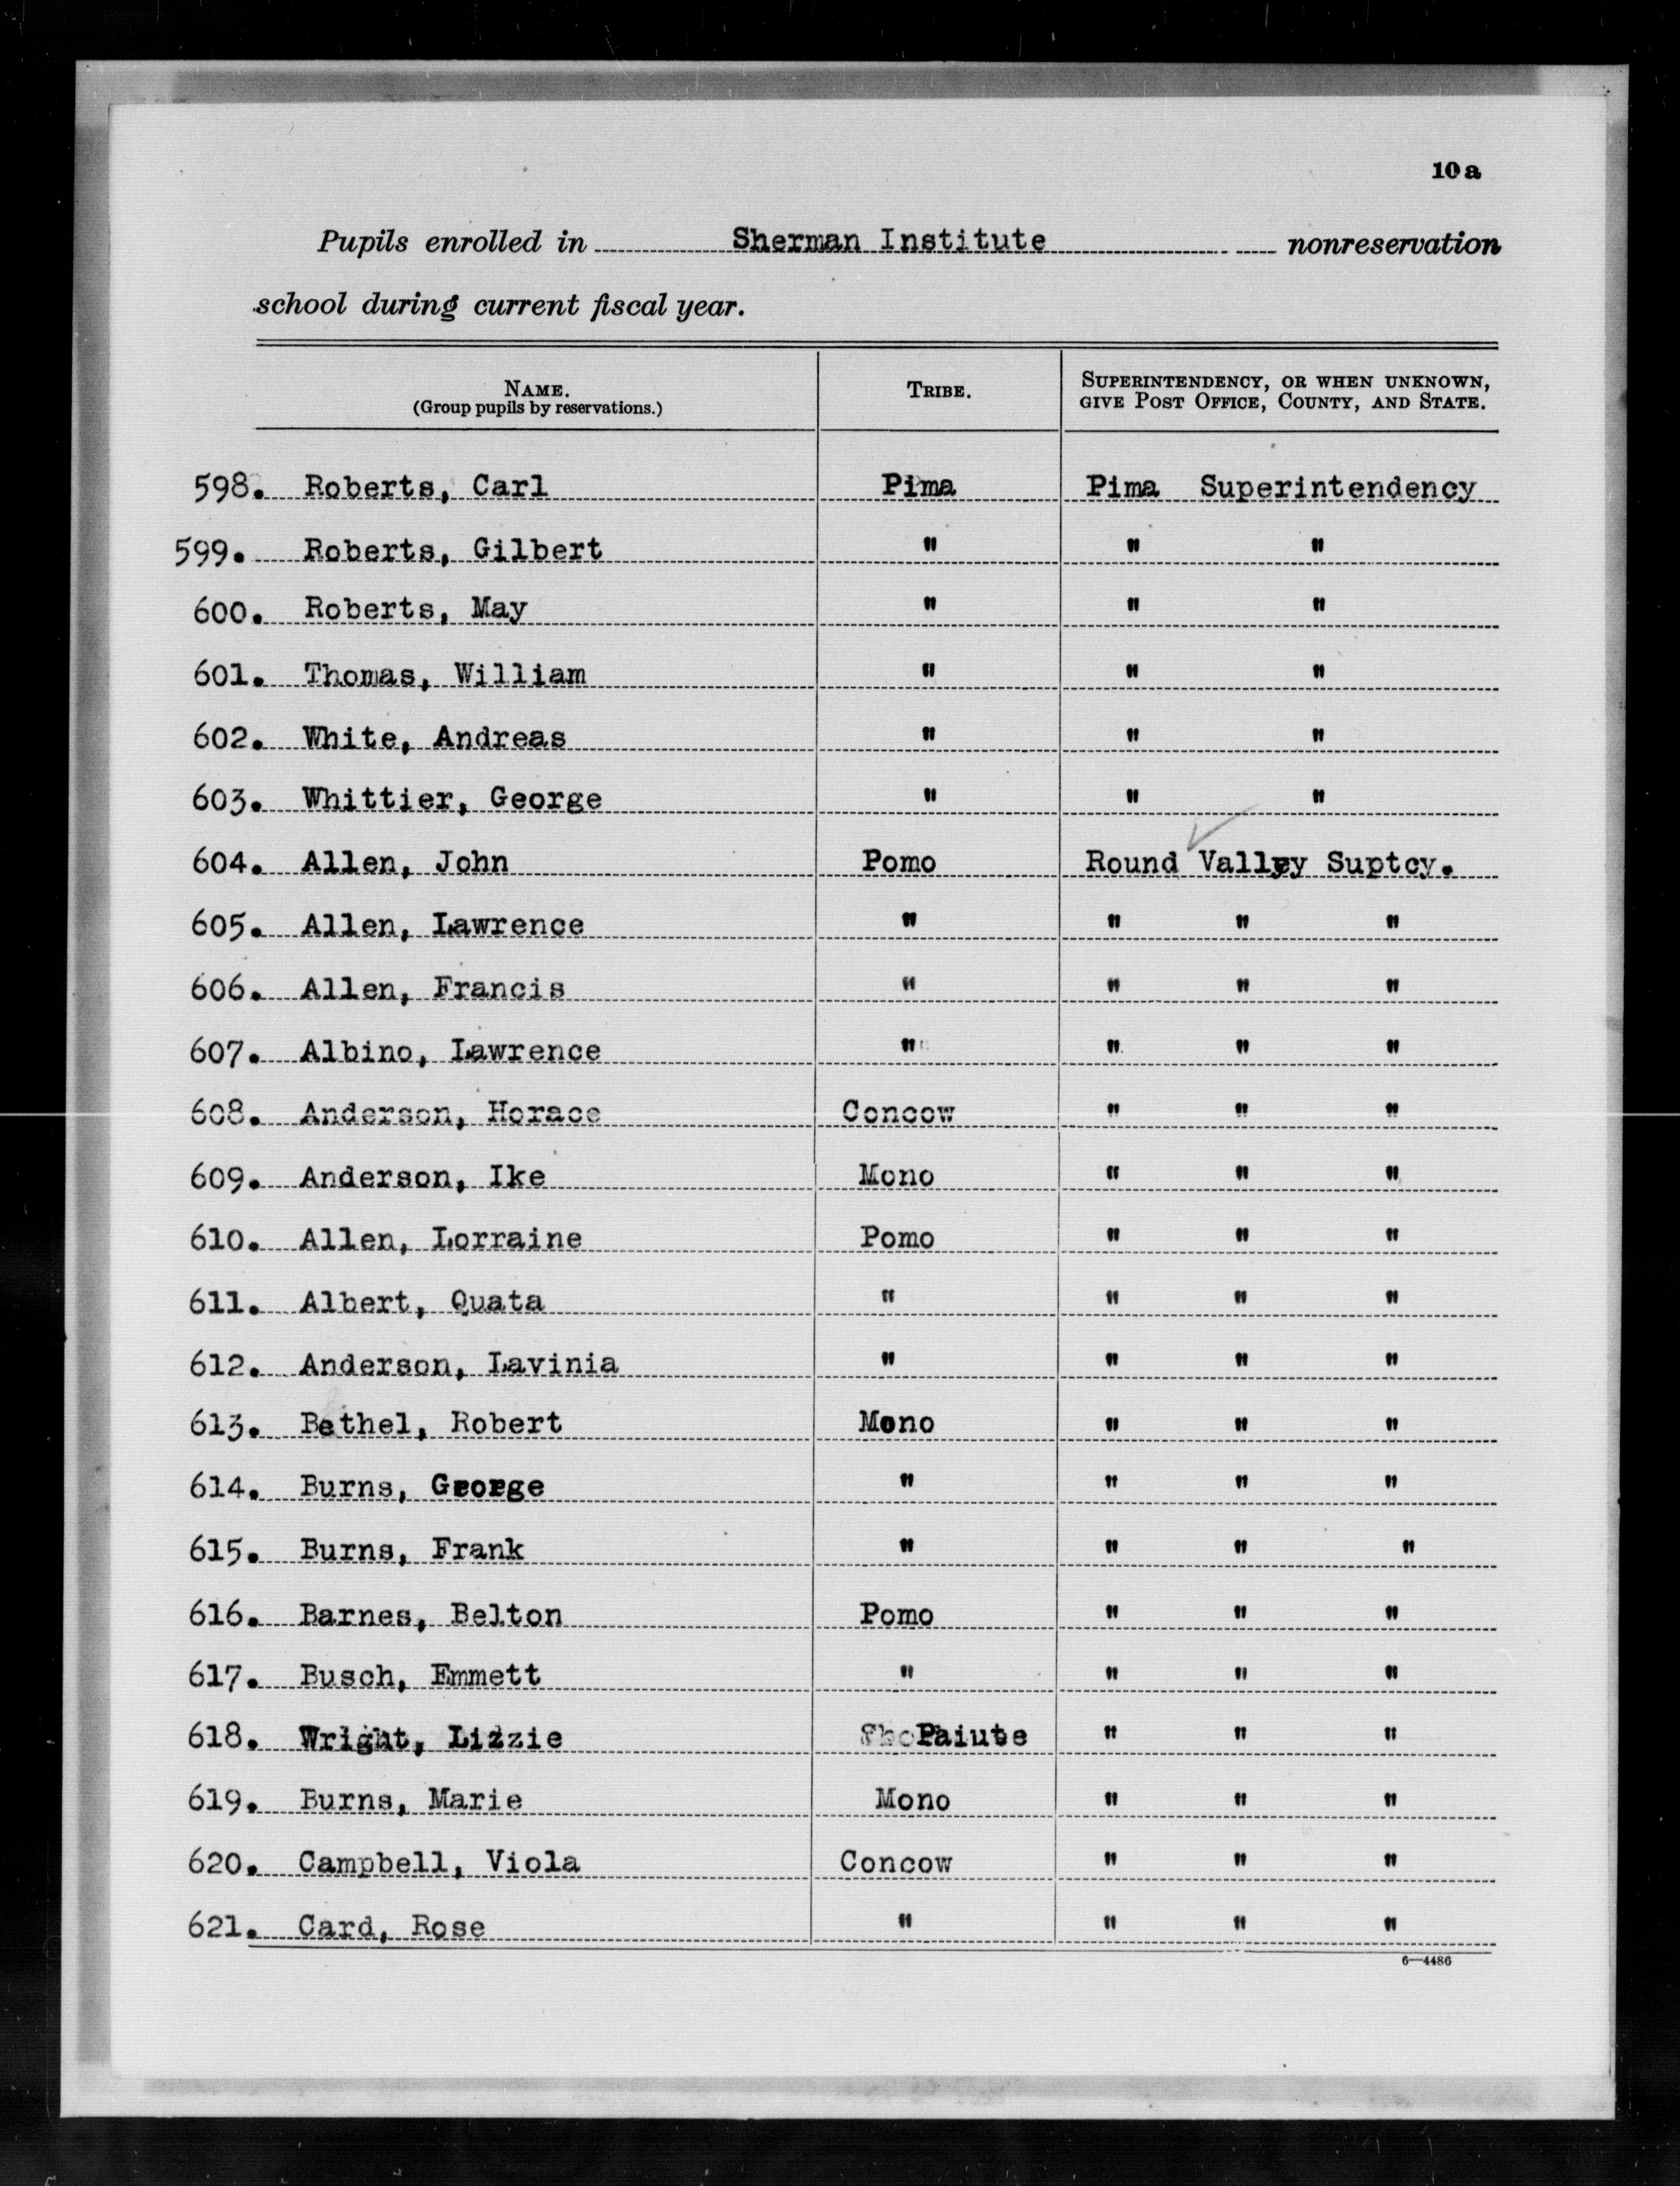 10a
Pupils enrolled in Sherman Institute nonreservation
school during current fiscal year.
NAME. TRIBE. SUPERINTENDENCY, OR WHEN UNKNOWN,
(Group pupils by reservations.) GIVE POST OFFICE, COUNTY, AND STATE.
598. Roberts, Carl Pima Pima Superintendency
599. Roberts, Gilbert " " "
600. Roberts, May " " "
601. Thomas, William " " "
602. White, Andreas " " "
603. Whittier, George " " "
604. Allen, John Pomo Round Valley Suptcy.
605. Allen, Lawrence " " " "
606. Allen, Francis " " " "
607. Albino, Lawrence " " " "
608. Anderson, Horace Concow " " "
609. Anderson, Ike Mono " " "
610. Allen, Lorraine Pomo " " "
611. Albert, Quata " " " "
612. Anderson, Lavinia " " " "
613. Bethel, Robert Mono " " "
614. Burns, George " " " "
615. Burns, Frank " " " "
616. Barnes, Belton Pomo " " "
617. Busch, Emmett " " " "
618. Wright, Lizzie Paiute " " "
619. Burns, Marie Mono " " "
620. Campbell, Viola Concow " " "
621. Card, Rose " " " "
6—4486